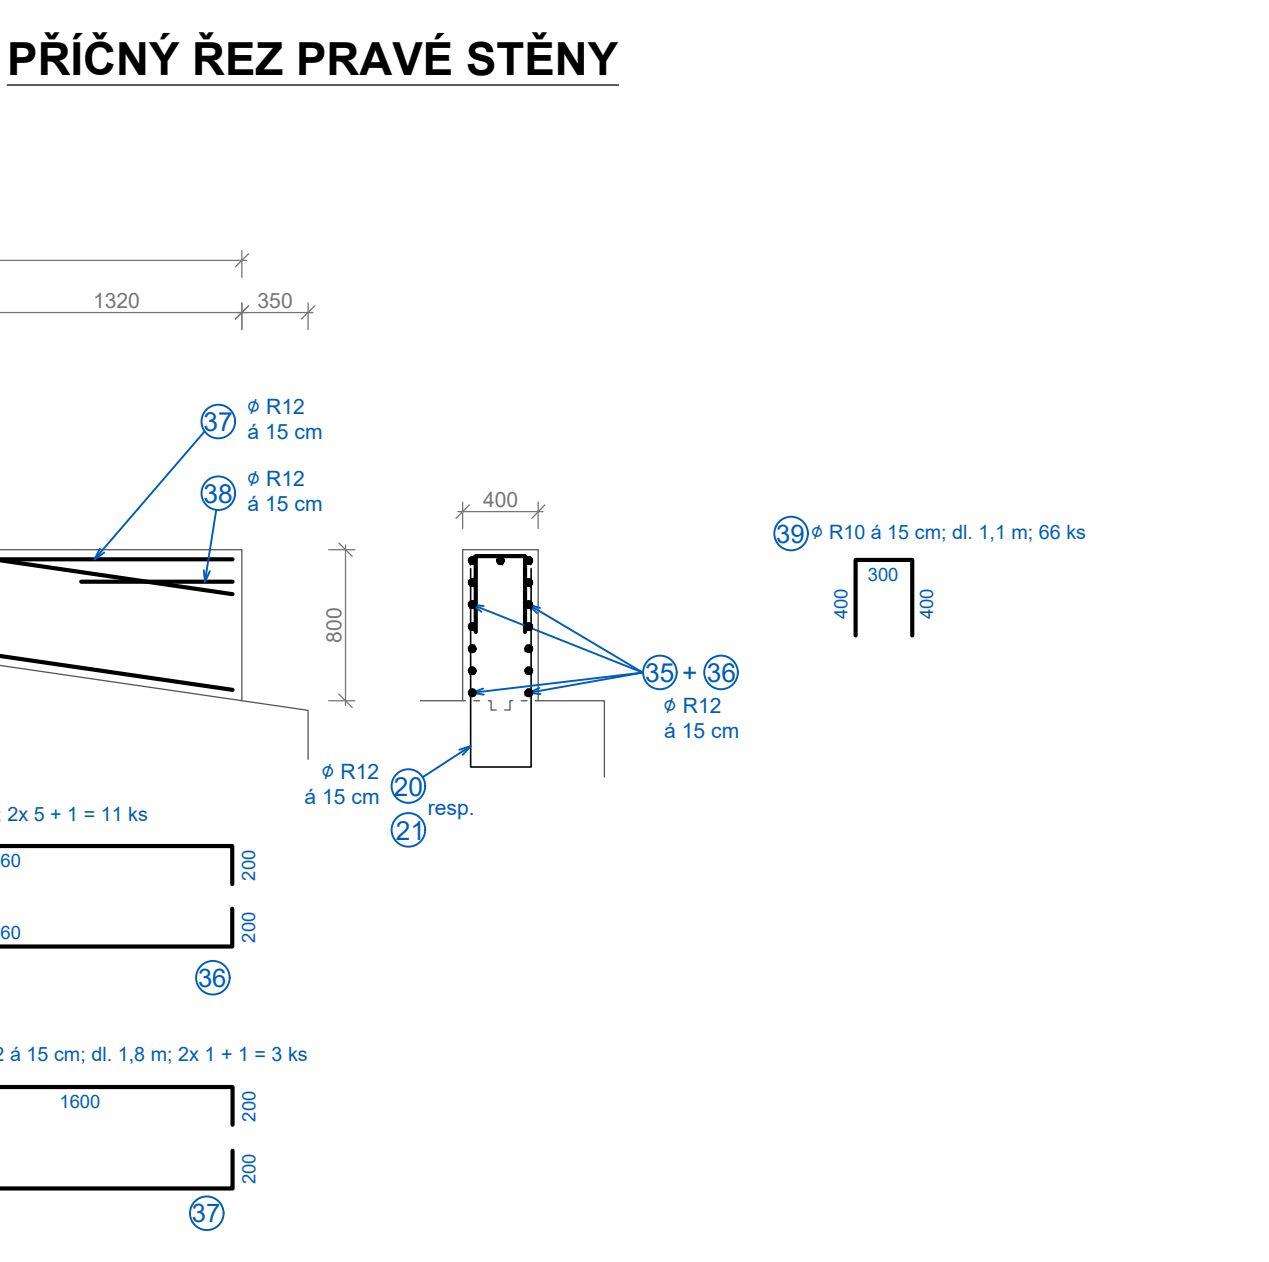 PŘÍČNÝ ŘEZ PRAVÉ STĚNY
1320
350
37
ϕ R12
á 15 cm
38
ϕ R12
á 15 cm
400
800
39 ϕ R10 á 15 cm; dl. 1,1 m; 66 ks
300
400
400
35 + 36
ϕ R12
á 15 cm
ϕ R12
á 15 cm
20
resp.
21
; 2x 5 + 1 = 11 ks
60
200
60
200
36
2 á 15 cm; dl. 1,8 m; 2x 1 + 1 = 3 ks
1600
200
200
37